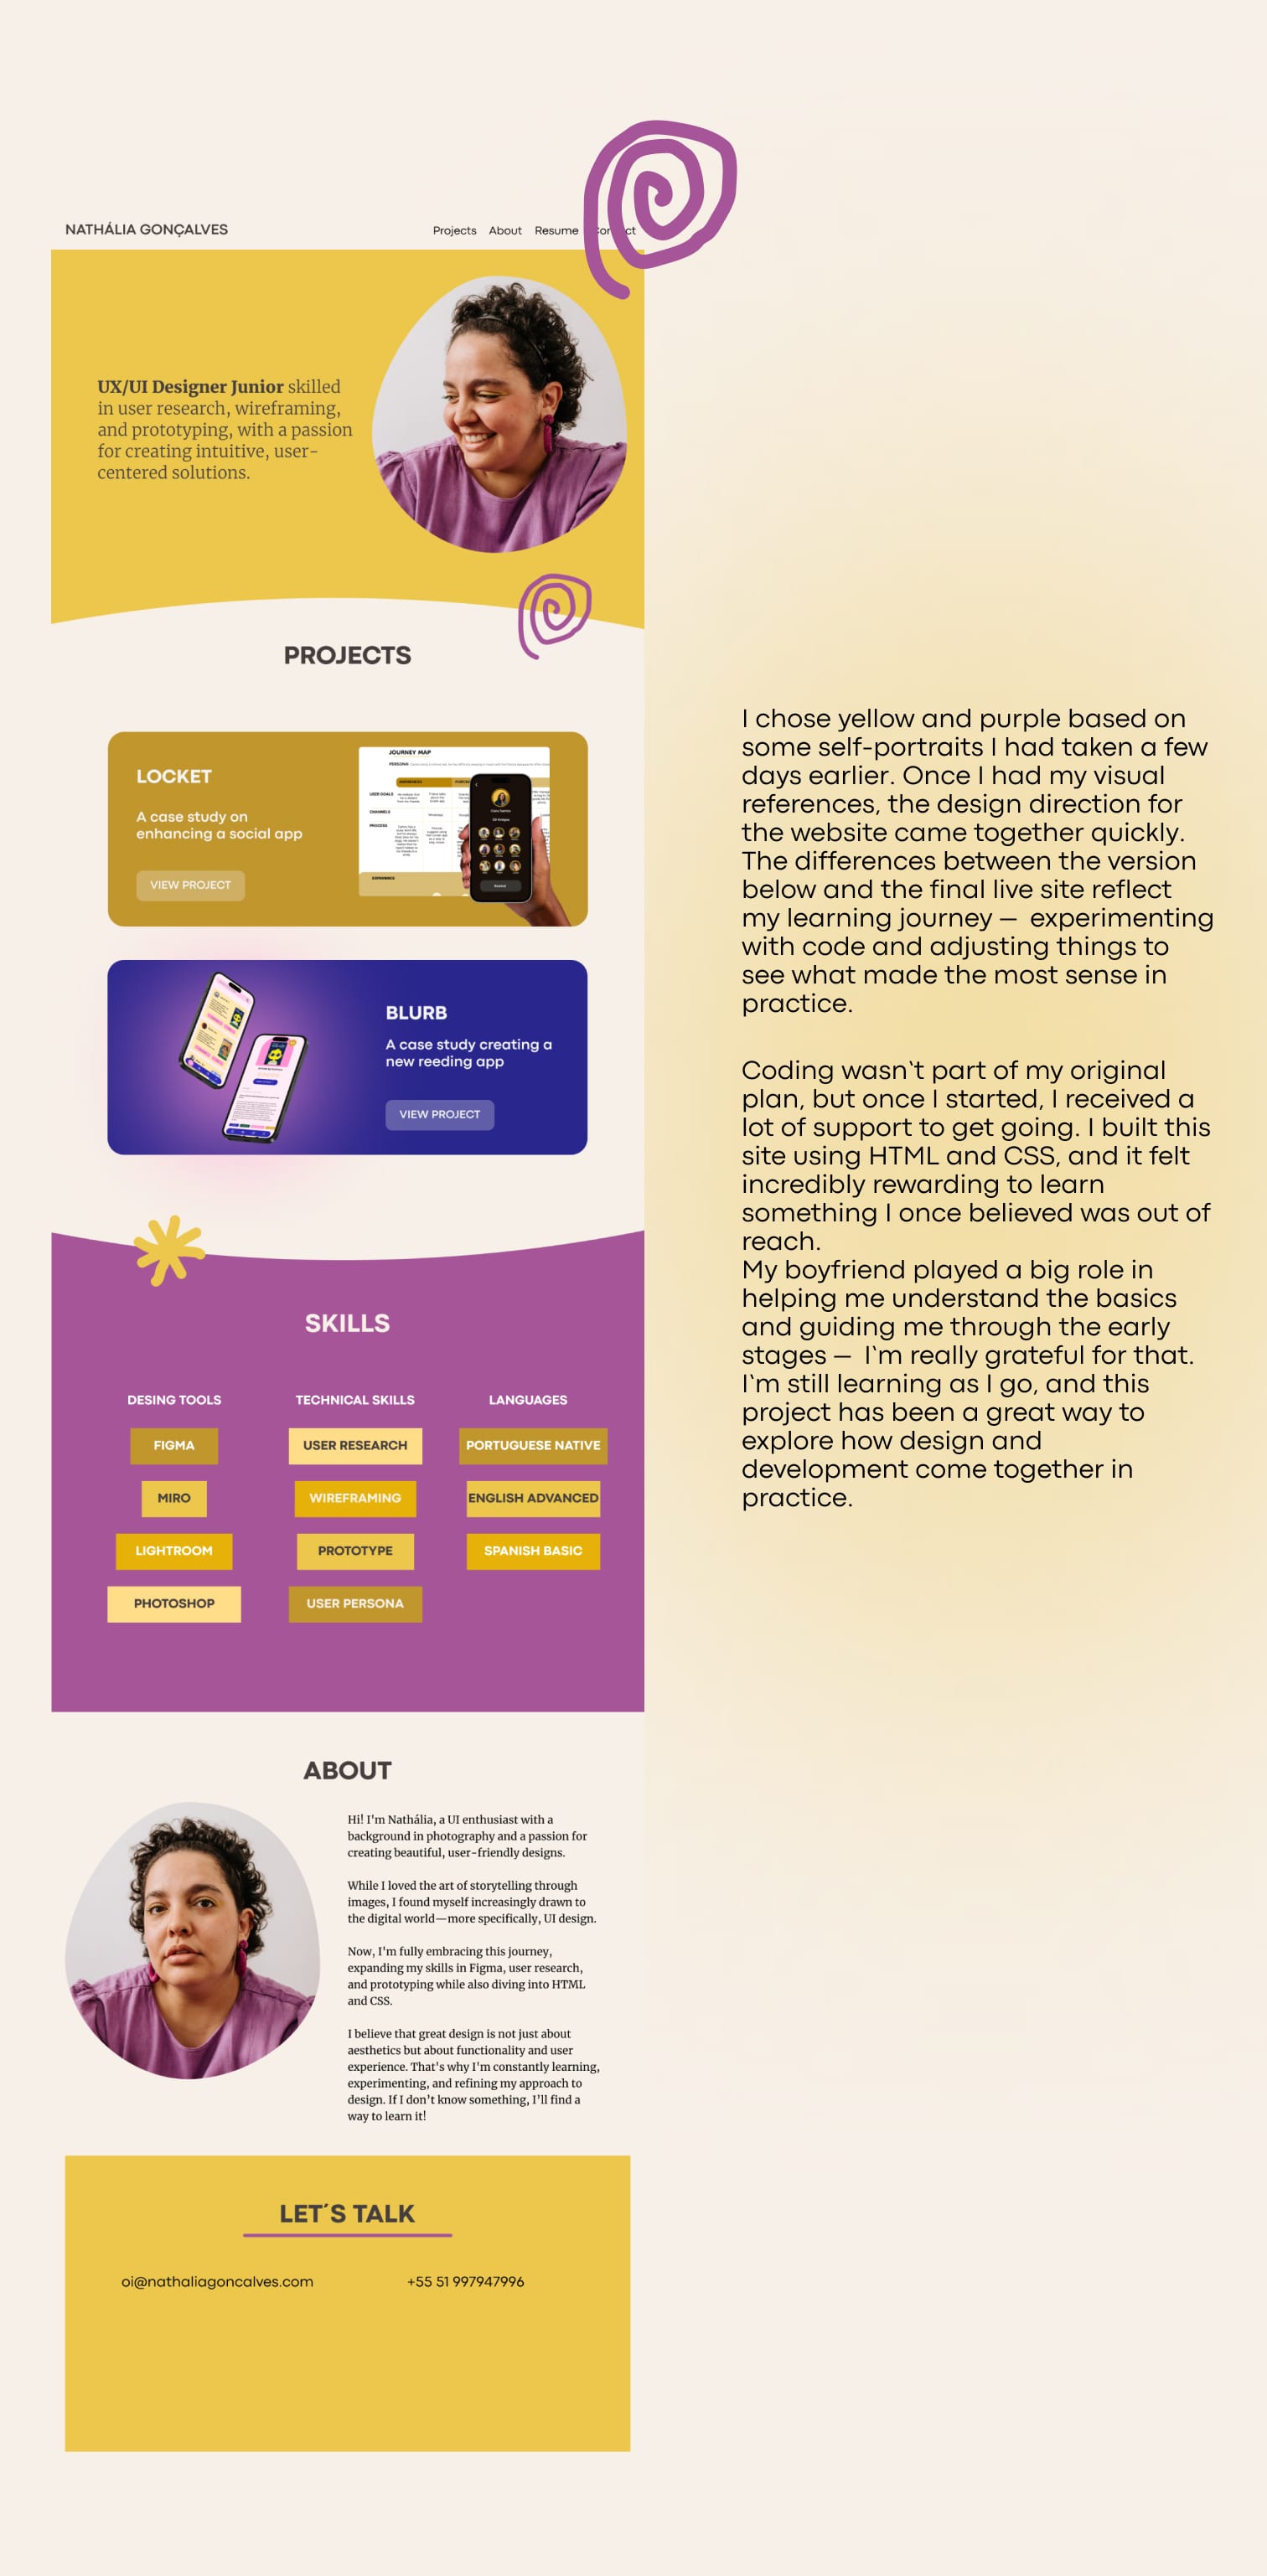 NATHÁLIA GONÇALVES
Projects About Resume
UX/UI Designer Junior skilled
in user research, wireframing,
and prototyping, with a passion
for creating intuitive, user-
centered solutions.
PROJECTS
LOCKET
A case study on
enhancing a social app
VIEW PROJECT
JOURNEY MAP
PERSONA
AWARENESS
USER GOALS
CHANNELS
PROCESS
EXPERIENCE
BLURB
A case study creating a
new reeding app
VIEW PROJECT
SKILLS
DESING TOOLS TECHNICAL SKILLS LANGUAGES
FIGMA USER RESEARCH PORTUGUESE NATIVE
MIRO WIREFRAMING ENGLISH ADVANCED
LIGHTROOM PROTOTYPE SPANISH BASIC
PHOTOSHOP USER PERSONA
ABOUT
Hi! I'm Nathália, a UI enthusiast with a
background in photography and a passion for
creating beautiful, user-friendly designs.
While I loved the art of storytelling through
images, I found myself increasingly drawn to
the digital world—more specifically, UI design.
Now, I'm fully embracing this journey,
expanding my skills in Figma, user research,
and prototyping while also diving into HTML
and CSS.
I believe that great design is not just about
aesthetics but about functionality and user
experience. That's why I'm constantly learning,
experimenting, and refining my approach to
design. If I don’t know something, I’ll find a
way to learn it!
LET´S TALK
oi@nathaliagoncalves.com +55 51 997947996
I chose yellow and purple based on
some self-portraits I had taken a few
days earlier. Once I had my visual
references, the design direction for
the website came together quickly.
The differences between the version
below and the final live site reflect
my learning journey — experimenting
with code and adjusting things to
see what made the most sense in
practice.
Coding wasn‵t part of my original
plan, but once I started, I received a
lot of support to get going. I built this
site using HTML and CSS, and it felt
incredibly rewarding to learn
something I once believed was out of
reach.
My boyfriend played a big role in
helping me understand the basics
and guiding me through the early
stages — I‵m really grateful for that.
I‵m still learning as I go, and this
project has been a great way to
explore how design and
development come together in
practice.